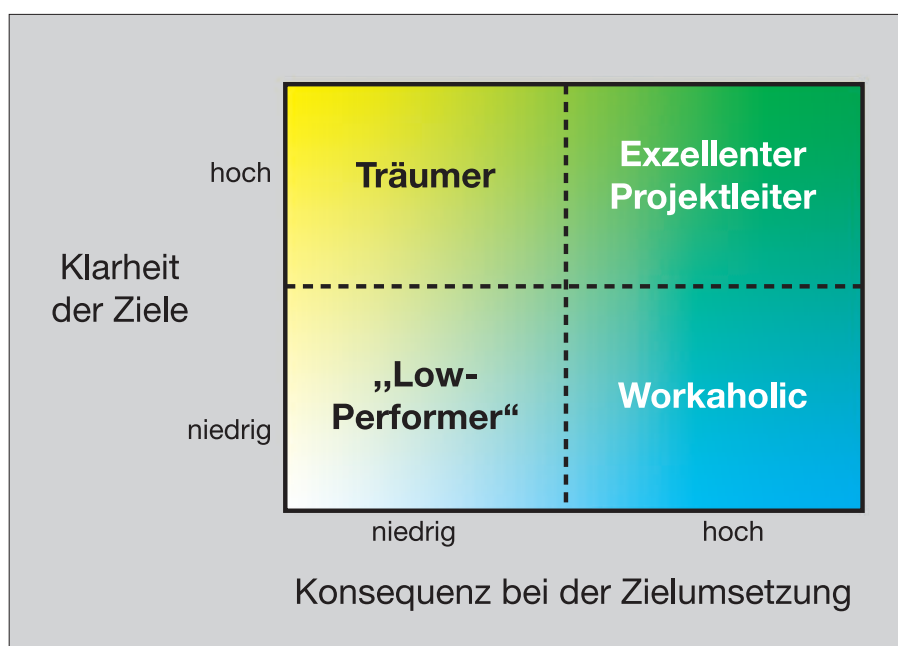 hoch
Träumer
Exzellenter
Projektleiter
Klarheit
der Ziele
„Low-
Performer“
Workaholic
niedrig
niedrig
hoch
Konsequenz bei der Zielumsetzung